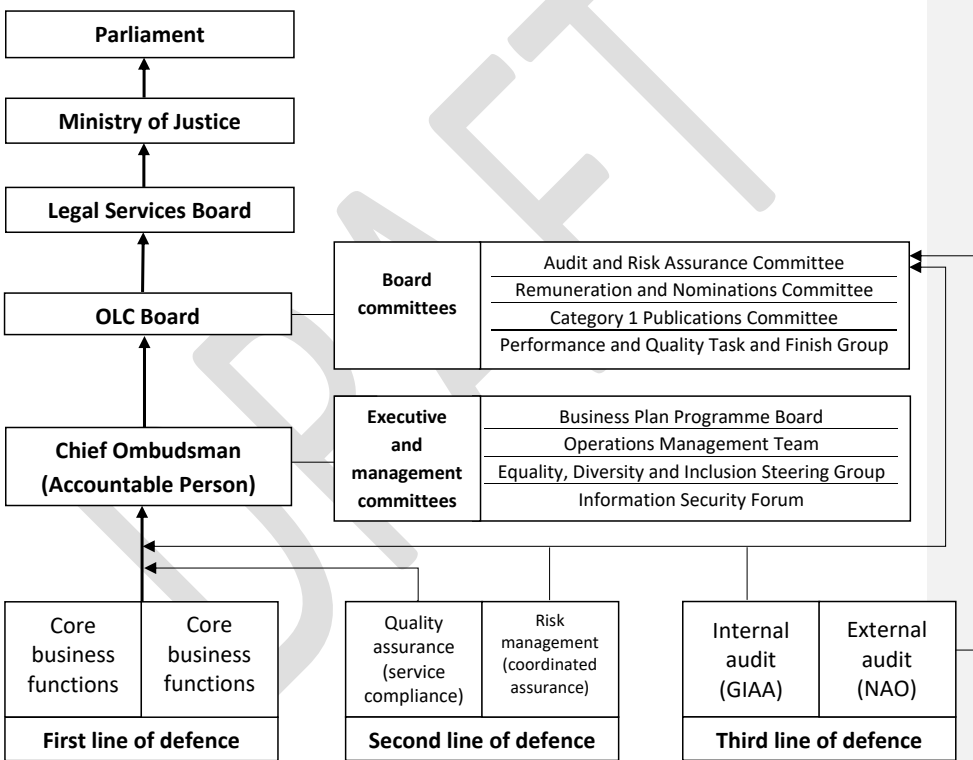 Parliament
Ministry of Justice
Legal Services Board
OLC Board
Board
committees
Audit and Risk Assurance Committee
Remuneration and Nominations Committee
Category 1 Publications Committee
Performance and Quality Task and Finish Group
Chief Ombudsman
(Accountable Person)
Executive
and
management
committees
Business Plan Programme Board
Operations Management Team
Equality, Diversity and Inclusion Steering Group
Information Security Forum
Core
business
functions
Core
business
functions
First line of defence
Quality
assurance
(service
compliance)
Risk
management
(coordinated
assurance)
Second line of defence
Internal
audit
(GIAA)
External
audit
(NAO)
Third line of defence
DRAFT